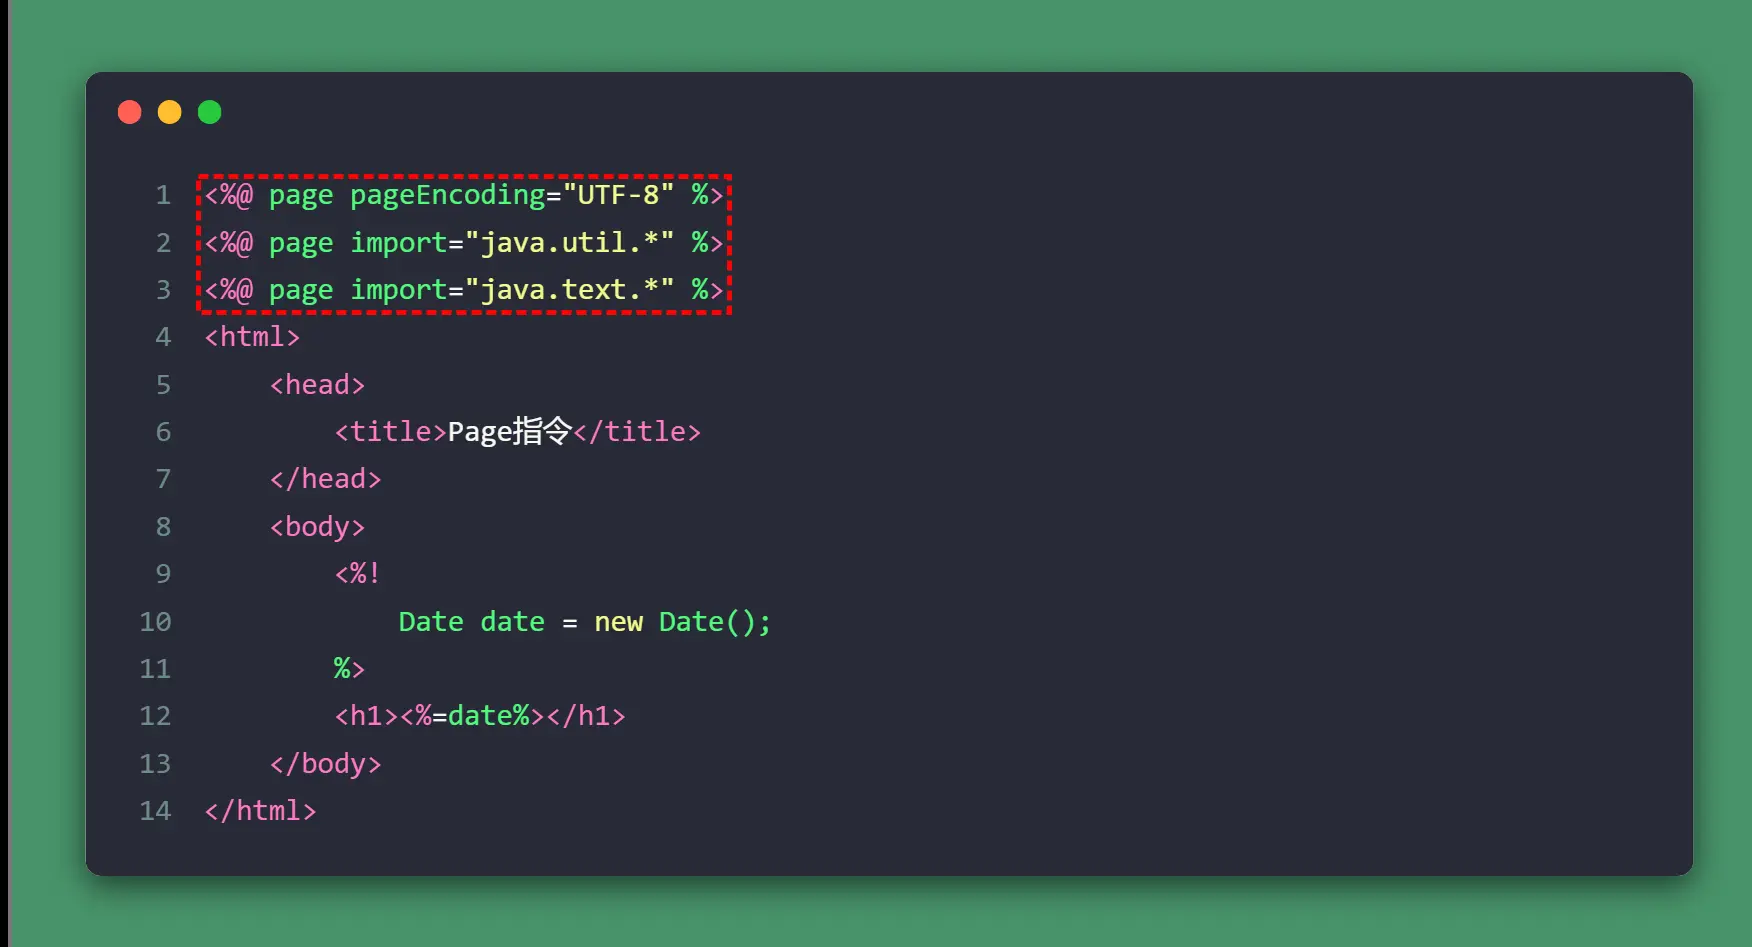 1 <%@ page pageEncoding="UTF-8" %>
2 <%@ page import="java.util.*" %>
3 <%@ page import="java.text.*" %>
4 <html>
5     <head>
6         <title>Page指令</title>
7     </head>
8     <body>
9         <%!
10             Date date = new Date();
11         %>
12         <h1><%=date%></h1>
13     </body>
14 </html>